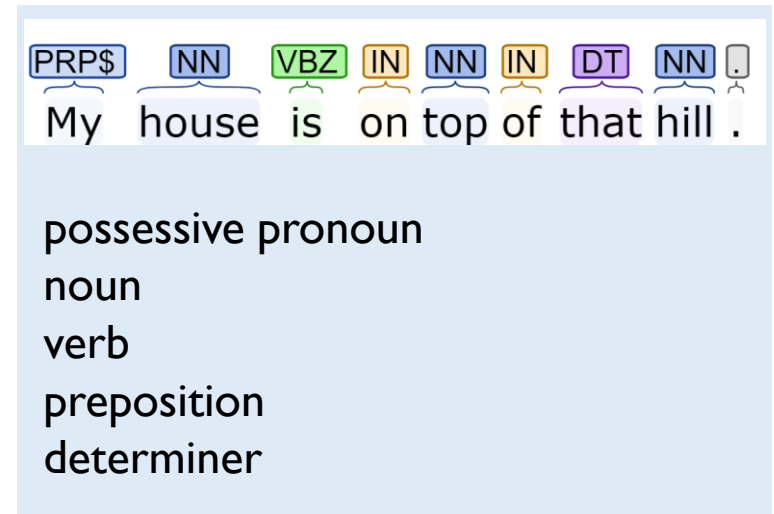 PRP$ NN VBZ IN NN IN DT NN .
My house is on top of that hill .
possessive pronoun
noun
verb
preposition
determiner